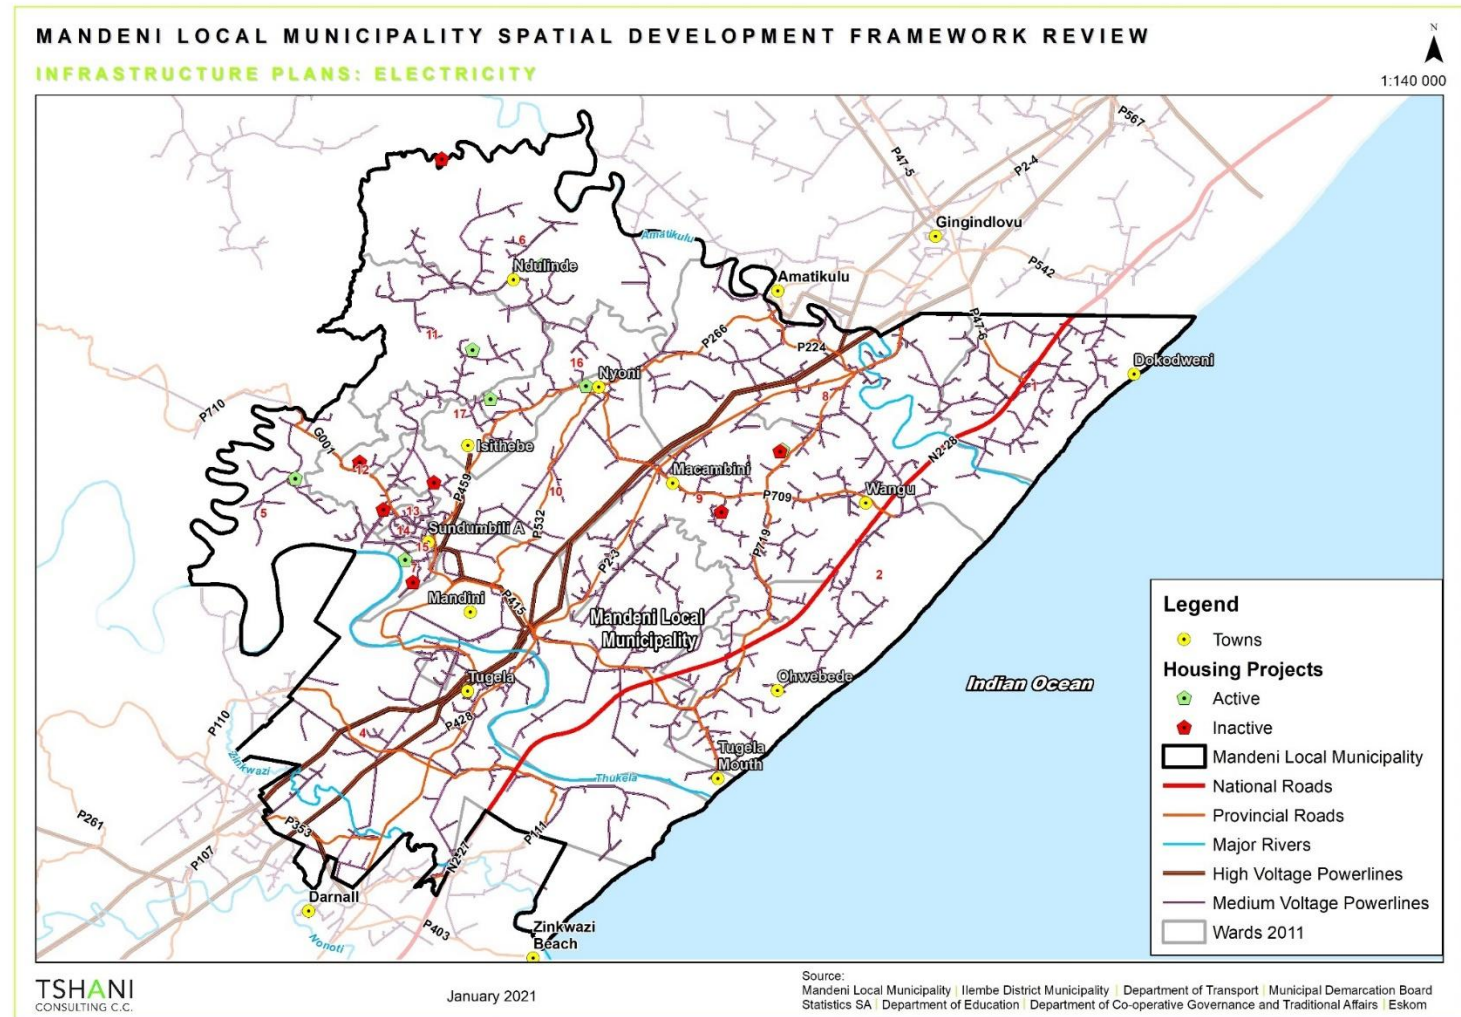 MANDENI LOCAL MUNICIPALITY SPATIAL DEVELOPMENT FRAMEWORK REVIEW
INFRASTRUCTURE PLANS: ELECTRICITY
N
1:140 000
P567
P47-5
P2-4
Gingindlovu
6
Amatikulu
Ndulinde
P542
Amatikulu
11
P47-6
P266
P224
16
Nyoni
Dokodweni
1
8
P710
17
G001
Isithebe
N2-28
12
Macambini
P459
10
9
P709
Wangu
5
13
14
Sundumbili A
P532
15
P719
P2-3
2
Mandini
P415
Mandeni Local
Municipality
Tugela
Ohwebede
Indian Ocean
P110
P428
4
Zinkwazi
Tugela
Mouth
Thukela
P261
P353
P107
P111
N2-27
Darnall
P403
Zinkwazi
Beach
Nonoti
Legend
Towns
Housing Projects
Active
Inactive
Mandeni Local Municipality
National Roads
Provincial Roads
Major Rivers
High Voltage Powerlines
Medium Voltage Powerlines
Wards 2011
TSHANI
CONSULTING C.C.
January 2021
Source:
Mandeni Local Municipality | Ilembe District Municipality | Department of Transport | Municipal Demarcation Board
Statistics SA | Department of Education | Department of Co-operative Governance and Traditional Affairs | Eskom